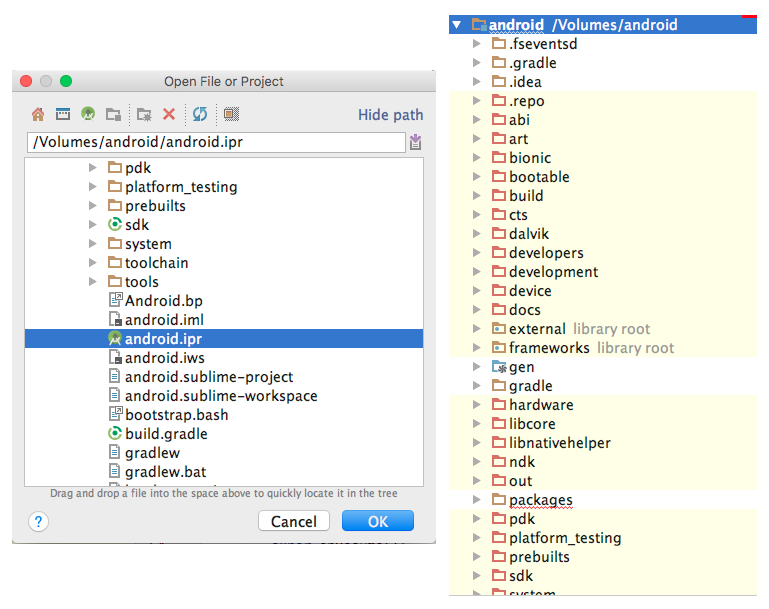 Open File or Project
Hide path
/Volumes/android/android.ipr
pdk
platform_testing
prebuilts
sdk
system
toolchain
tools
Android.bp
android.iml
android.ipr
android.iws
android.sublime-project
android.sublime-workspace
bootstrap.bash
build.gradle
gradlew
gradlew.bat
Drag and drop a file into the space above to quickly locate it in the tree
?
Cancel
OK
android /Volumes/android
.fseventsd
.gradle
.idea
.repo
abi
art
bionic
bootable
build
cts
dalvik
developers
development
device
docs
external library root
frameworks library root
gen
gradle
hardware
libcore
libnativehelper
ndk
out
packages
pdk
platform_testing
prebuilts
sdk
system